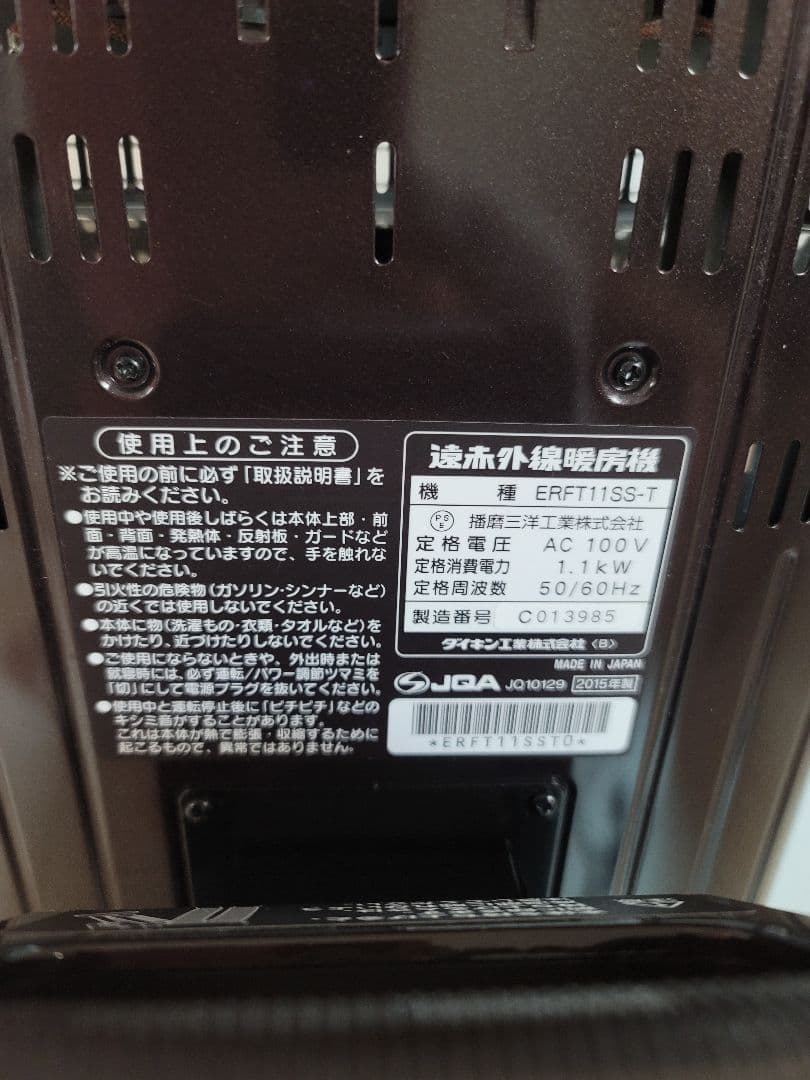 使用上のご注意
※ご使用の前に必ず「取扱説明書」を
お読みください。
●使用中や使用後しばらくは本体上部・前
面・背面・発熱体・反射板・ガードなど
が高温になっていますので、手を触れな
いでください。
●引火性の危険物(ガソリン・シンナーなど)
の近くでは使用しないでください。
●本体に物(洗濯もの・衣類・タオルなど)を
かけたり、近づけたりしないでください。
●ご使用にならないときや、外出時または
就寝時には、必ず運転/パワー調節ツマミを
「切」にして電源プラグを抜いてください。
●使用中と運転停止後に「ピチピチ」などの
キシミ音がすることがあります。
これは本体が熱で膨張・収縮するために
起こるもので、異常ではありません。
遠赤外線暖房機
機種 ERFT11SS-T
PSE 播磨三洋工業株式会社
定格電圧 AC 100V
定格消費電力 1.1kW
定格周波数 50/60Hz
製造番号 C013985
ダイキン工業株式会社〈B〉
MADE IN JAPAN
JQA JQ10129 2015年製
*ERFT11SST0*